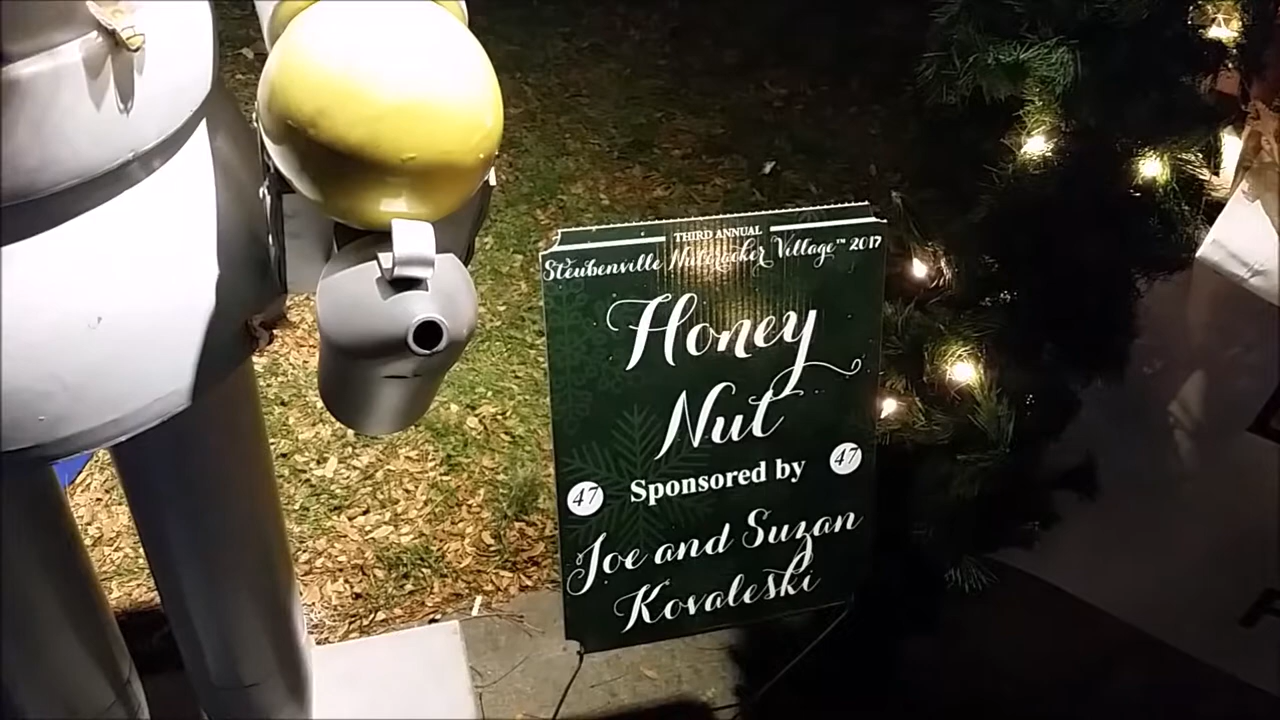 THIRD ANNUAL
Steubenville Nutcracker Village™ 2017
Honey
Nut
47 Sponsored by 47
Joe and Suzan
Kovaleski